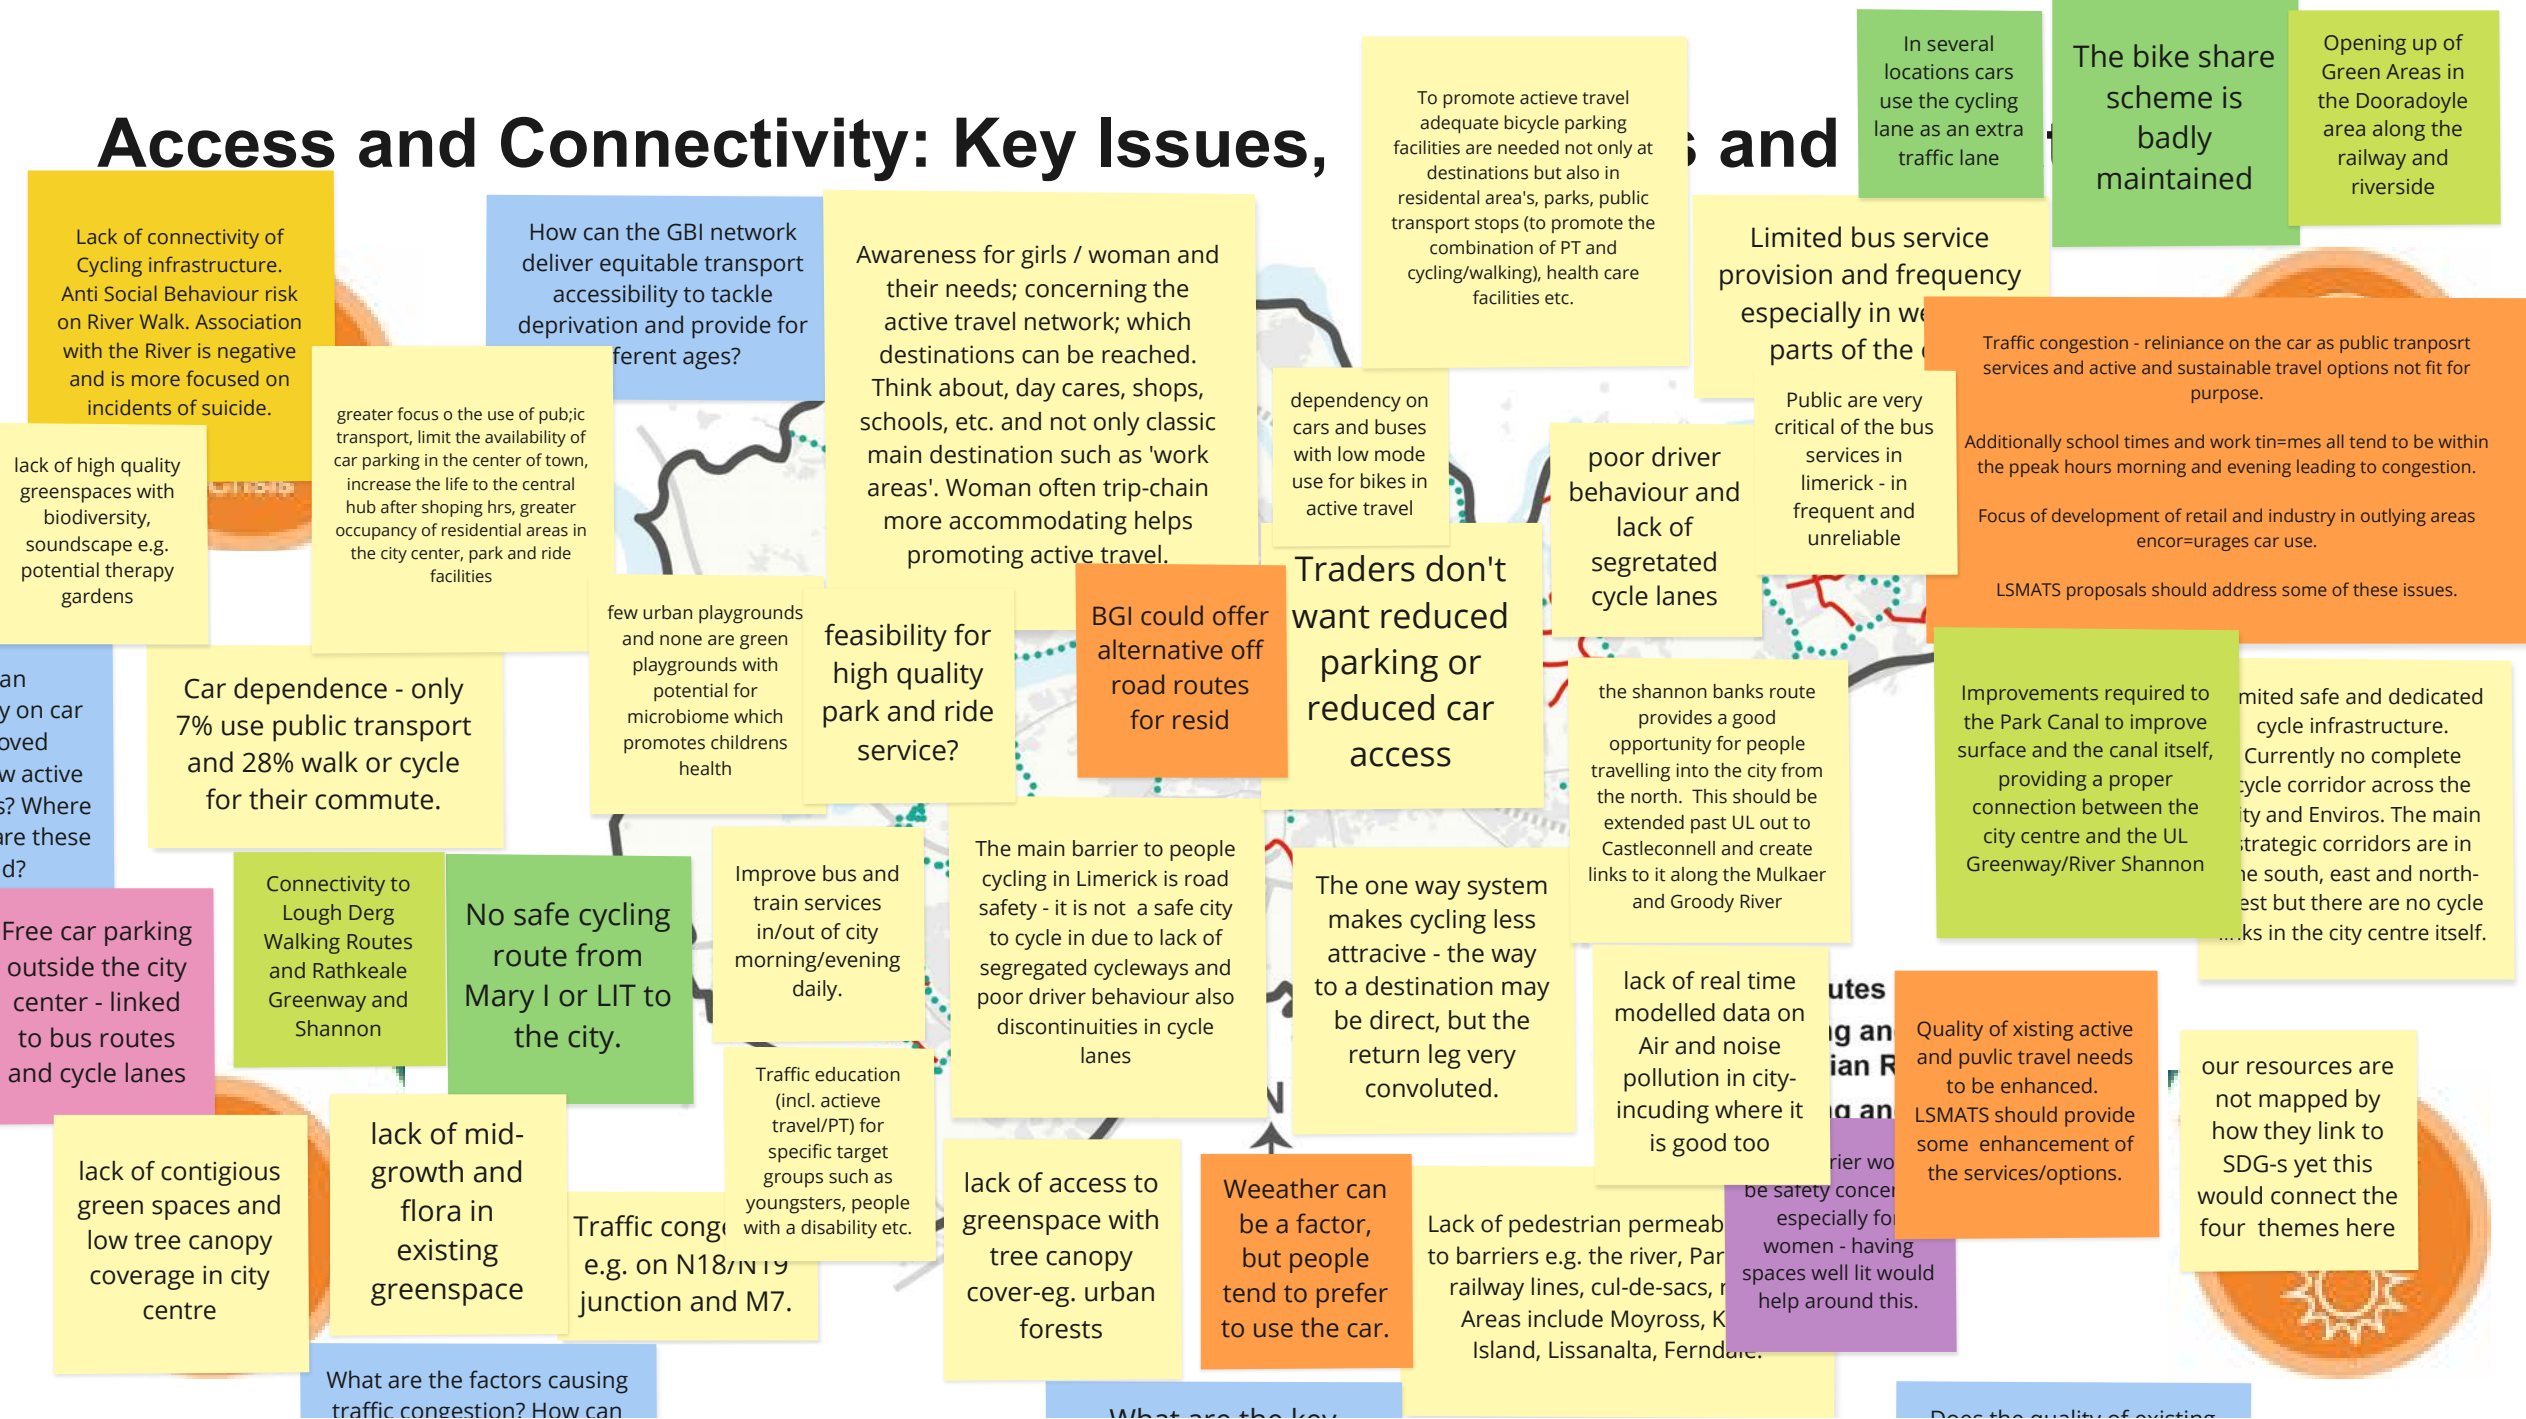 Access and Connectivity: Key Issues,
and
In several
locations cars
use the cycling
lane as an extra
traffic lane
The bike share
scheme is
badly
maintained
Opening up of
Green Areas in
the Dooradoyle
area along the
railway and
riverside
To promote actieve travel
adequate bicycle parking
facilities are needed not only at
destinations but also in
residental area's, parks, public
transport stops (to promote the
combination of PT and
cycling/walking), health care
facilities etc.
Lack of connectivity of
Cycling infrastructure.
Anti Social Behaviour risk
on River Walk. Association
with the River is negative
and is more focused on
incidents of suicide.
How can the GBI network
deliver equitable transport
accessibility to tackle
deprivation and provide for
ferent ages?
Awareness for girls / woman and
their needs; concerning the
active travel network; which
destinations can be reached.
Think about, day cares, shops,
schools, etc. and not only classic
main destination such as 'work
areas'. Woman often trip-chain
more accommodating helps
promoting active travel.
Limited bus service
provision and frequency
especially in we
parts of the
Traffic congestion - reliniance on the car as public tranposrt
services and active and sustainable travel options not fit for
purpose.
Additionally school times and work tin=mes all tend to be within
the ppeak hours morning and evening leading to congestion.
Focus of development of retail and industry in outlying areas
encor=urages car use.
LSMATS proposals should address some of these issues.
greater focus o the use of pub;ic
transport, limit the availability of
car parking in the center of town,
increase the life to the central
hub after shoping hrs, greater
occupancy of residential areas in
the city center, park and ride
facilities
dependency on
cars and buses
with low mode
use for bikes in
active travel
Public are very
critical of the bus
services in
limerick - in
frequent and
unreliable
poor driver
behaviour and
lack of
segretated
cycle lanes
lack of high quality
greenspaces with
biodiversity,
soundscape e.g.
potential therapy
gardens
few urban playgrounds
and none are green
playgrounds with
potential for
microbiome which
promotes childrens
health
feasibility for
high quality
park and ride
service?
BGI could offer
alternative off
road routes
for resid
Traders don't
want reduced
parking or
reduced car
access
the shannon banks route
provides a good
opportunity for people
travelling into the city from
the north.  This should be
extended past UL out to
Castleconnell and create
links to it along the Mulkaer
and Groody River
Improvements required to
the Park Canal to improve
surface and the canal itself,
providing a proper
connection between the
city centre and the UL
Greenway/River Shannon
mited safe and dedicated
cycle infrastructure.
Currently no complete
ycle corridor across the
ity and Enviros. The main
trategic corridors are in
e south, east and north-
est but there are no cycle
ks in the city centre itself.
an
y on car
oved
w active
s? Where
are these
d?
Car dependence - only
7% use public transport
and 28% walk or cycle
for their commute.
Free car parking
outside the city
center - linked
to bus routes
and cycle lanes
Connectivity to
Lough Derg
Walking Routes
and Rathkeale
Greenway and
Shannon
No safe cycling
route from
Mary I or LIT to
the city.
Improve bus and
train services
in/out of city
morning/evening
daily.
The main barrier to people
cycling in Limerick is road
safety - it is not  a safe city
to cycle in due to lack of
segregated cycleways and
poor driver behaviour also
discontinuities in cycle
lanes
The one way system
makes cycling less
attracive - the way
to a destination may
be direct, but the
return leg very
convoluted.
lack of real time
modelled data on
Air and noise
pollution in city-
incuding where it
is good too
utes
g an
ian R
g an
Quality of xisting active
and puvlic travel needs
to be enhanced.
LSMATS should provide
some  enhancement of
the services/options.
our resources are
not mapped by
how they link to
SDG-s yet this
would connect the
four  themes here
lack of contigious
green spaces and
low tree canopy
coverage in city
centre
lack of mid-
growth and
flora in
existing
greenspace
Traffic education
(incl. actieve
travel/PT) for
specific target
groups such as
youngsters, people
with a disability etc.
Traffic cong
e.g. on N18/N19
junction and M7.
lack of access to
greenspace with
tree canopy
cover-eg. urban
forests
N
Weeather can
be a factor,
but people
tend to prefer
to use the car.
Lack of pedestrian permeab
to barriers e.g. the river, Par
railway lines, cul-de-sacs,
Areas include Moyross, K
Island, Lissanalta, Ferndale.
rier wo
be safety concer
especially fo
women - having
spaces well lit would
help around this.
What are the factors causing
traffic congestion? How can
What are the key
Does the quality of existing